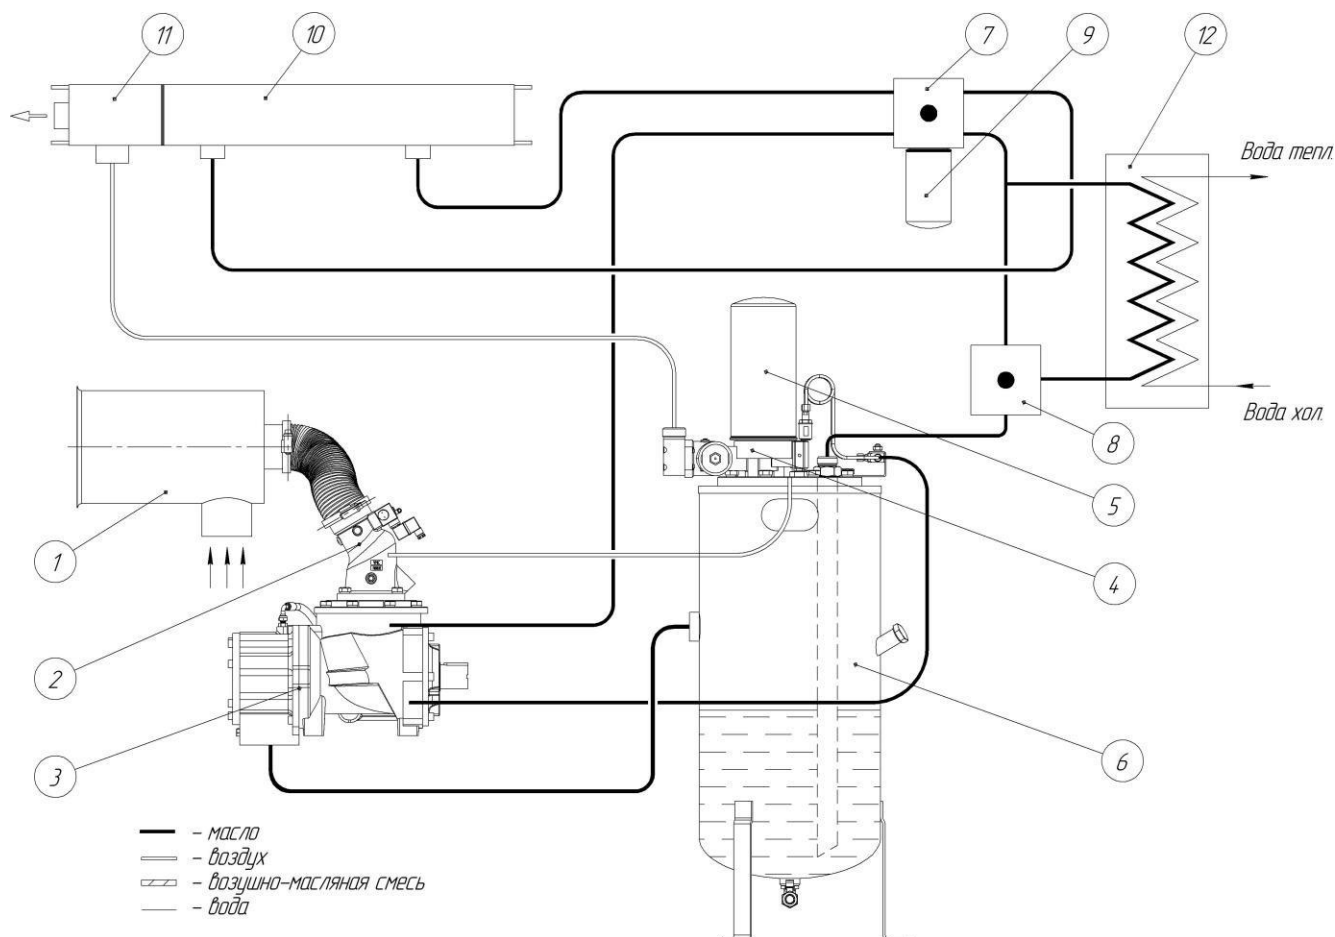 11
10
7
9
12
Вода тепл.
Вода хол.
8
5
4
1
2
3
6
– масло
– воздух
– возушно-масляная смесь
– вода